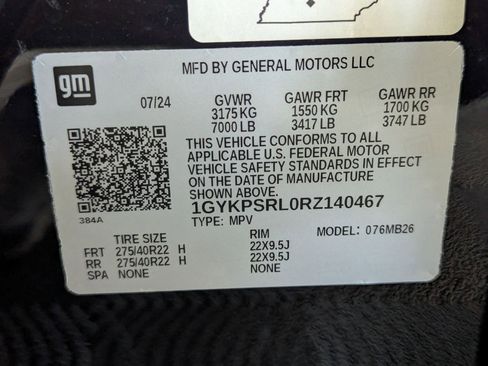 gm
MFD BY GENERAL MOTORS LLC
07/24 GVWR GAWR FRT GAWR RR
3175 KG 1550 KG 1700 KG
7000 LB 3417 LB 3747 LB
THIS VEHICLE CONFORMS TO ALL
APPLICABLE U.S. FEDERAL MOTOR
VEHICLE SAFETY STANDARDS IN EFFECT
ON THE DATE OF MANUFACTURE
SHOWN ABOVE.
384A 1GYKPSRL0RZ140467
TYPE: MPV MODEL: 076MB26
TIRE SIZE RIM
FRT 275/40R22 H 22X9.5J
RR 275/40R22 H 22X9.5J
SPA NONE NONE